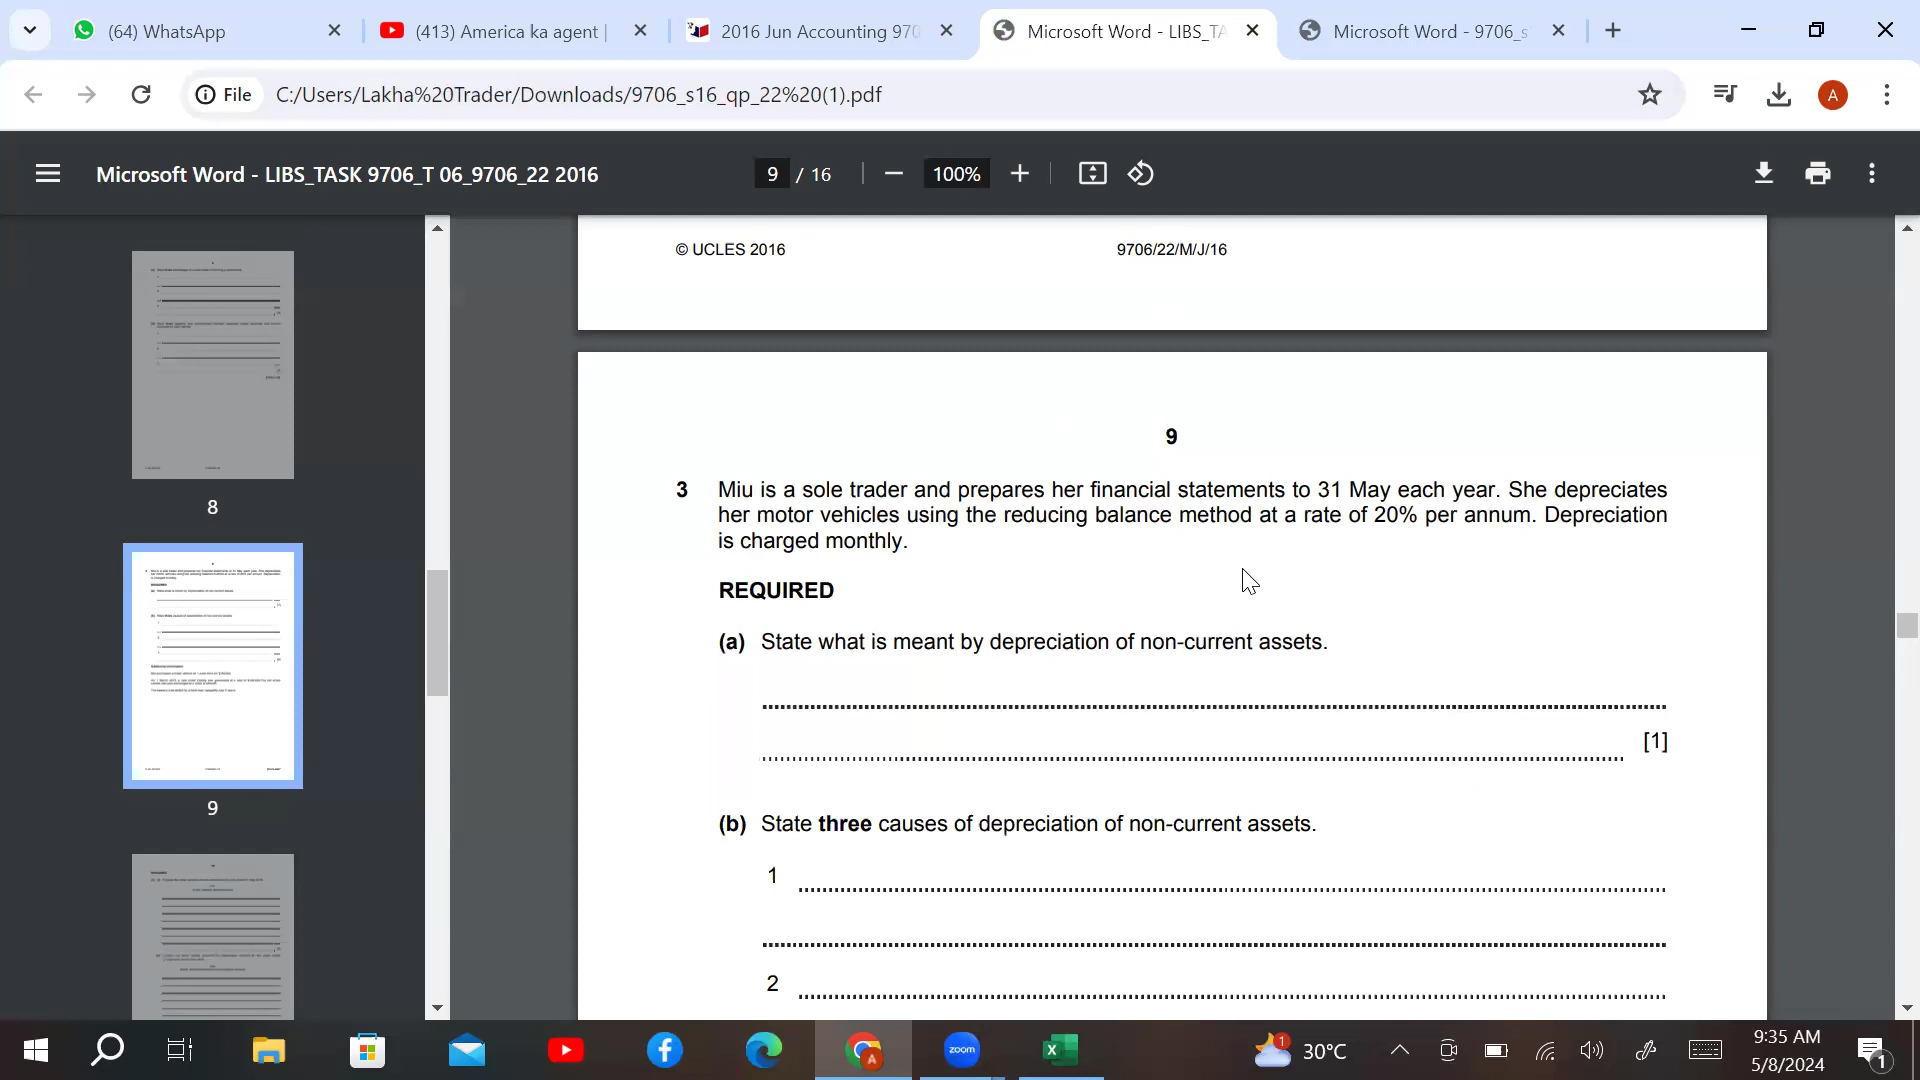 (64) WhatsApp
(413) America ka agent |
2016 Jun Accounting 970
Microsoft Word - LIBS_TA
Microsoft Word - 9706_s
File
C:/Users/Lakha%20Trader/Downloads/9706_s16_qp_22%20(1).pdf
A
Microsoft Word - LIBS_TASK 9706_T 06_9706_22 2016
9 / 16
100%
8
9
© UCLES 2016
9706/22/M/J/16
9
3 Miu is a sole trader and prepares her financial statements to 31 May each year. She depreciates
her motor vehicles using the reducing balance method at a rate of 20% per annum. Depreciation
is charged monthly.
REQUIRED
(a) State what is meant by depreciation of non-current assets.
[1]
(b) State three causes of depreciation of non-current assets.
1
2
A
zoom
1
30°C
9:35 AM
5/8/2024
1